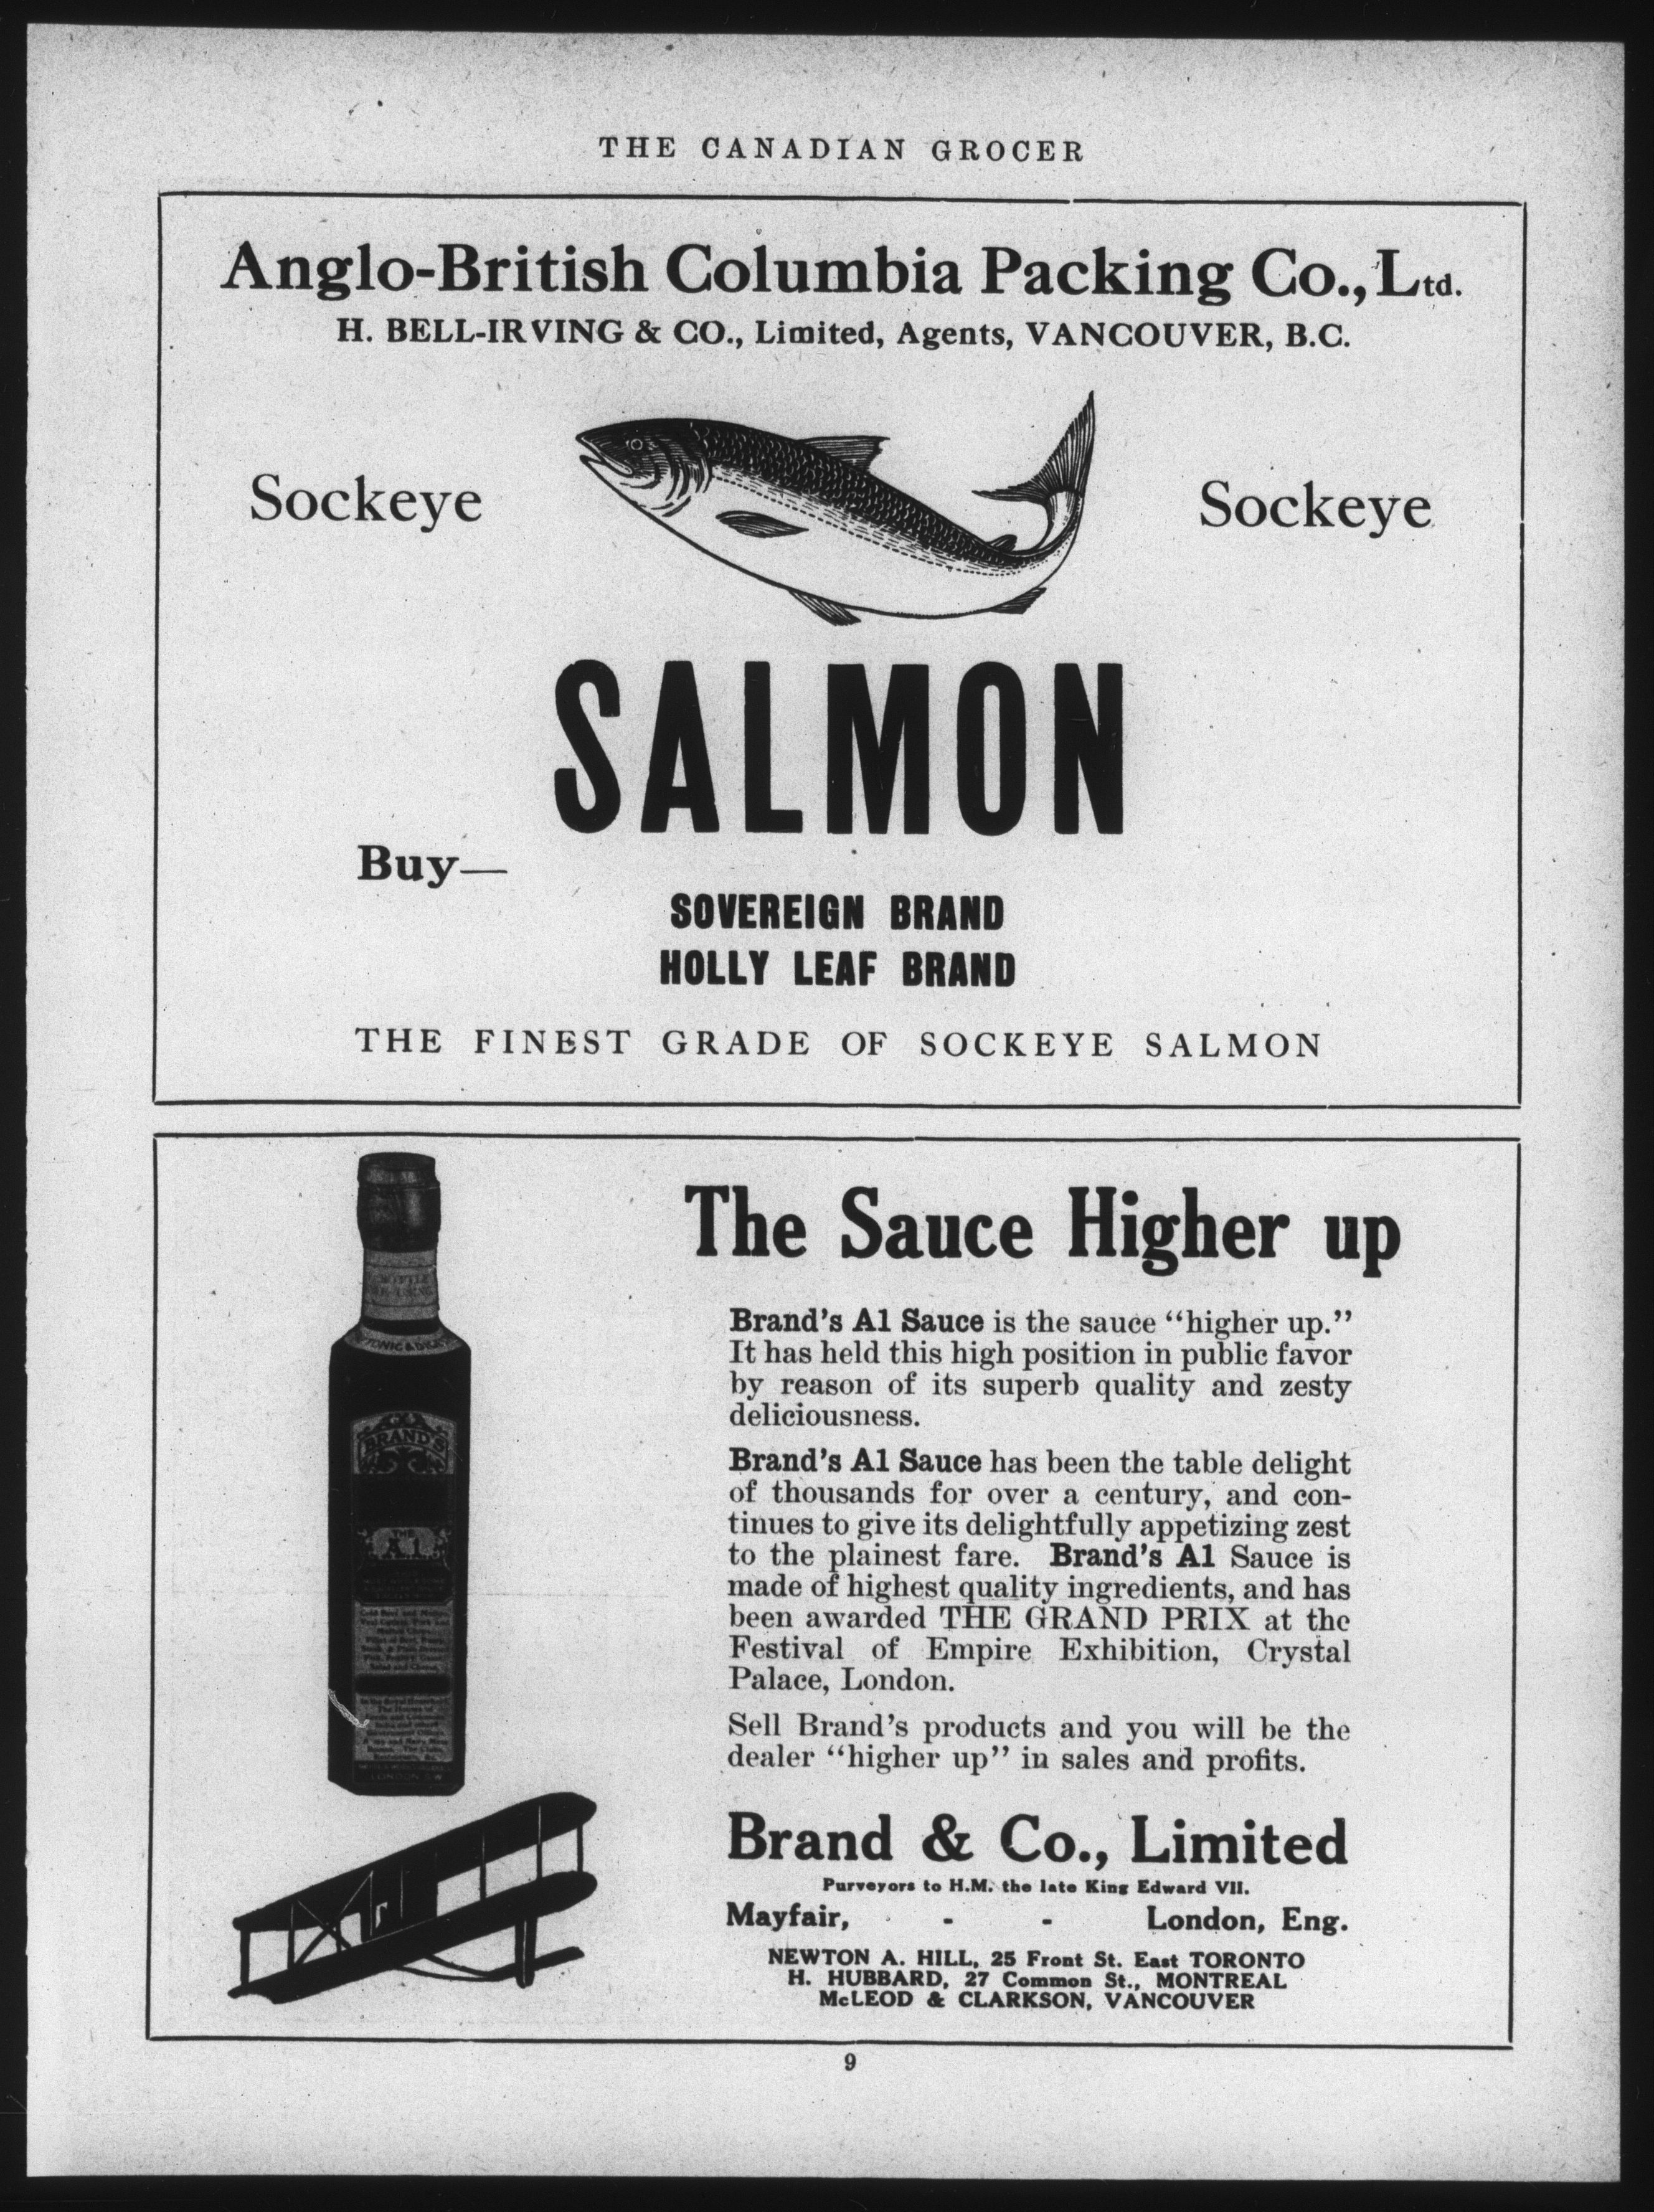 THE CANADIAN GROCER
Anglo-British Columbia Packing Co., Ltd.
H. BELL-IRVING & CO., Limited, Agents, VANCOUVER, B.C.
Sockeye
Sockeye
SALMON
Buy—
SOVEREIGN BRAND
HOLLY LEAF BRAND
THE FINEST GRADE OF SOCKEYE SALMON
BRAND'S
THE
A1
LONDON S.W.
The Sauce Higher up
Brand's A1 Sauce is the sauce "higher up."
It has held this high position in public favor
by reason of its superb quality and zesty
deliciousness.
Brand's A1 Sauce has been the table delight
of thousands for over a century, and con-
tinues to give its delightfully appetizing zest
to the plainest fare. Brand's A1 Sauce is
made of highest quality ingredients, and has
been awarded THE GRAND PRIX at the
Festival of Empire Exhibition, Crystal
Palace, London.
Sell Brand's products and you will be the
dealer "higher up" in sales and profits.
Brand & Co., Limited
Purveyors to H.M. the late King Edward VII.
Mayfair, - - London, Eng.
NEWTON A. HILL, 25 Front St. East TORONTO
H. HUBBARD, 27 Common St., MONTREAL
McLEOD & CLARKSON, VANCOUVER
9